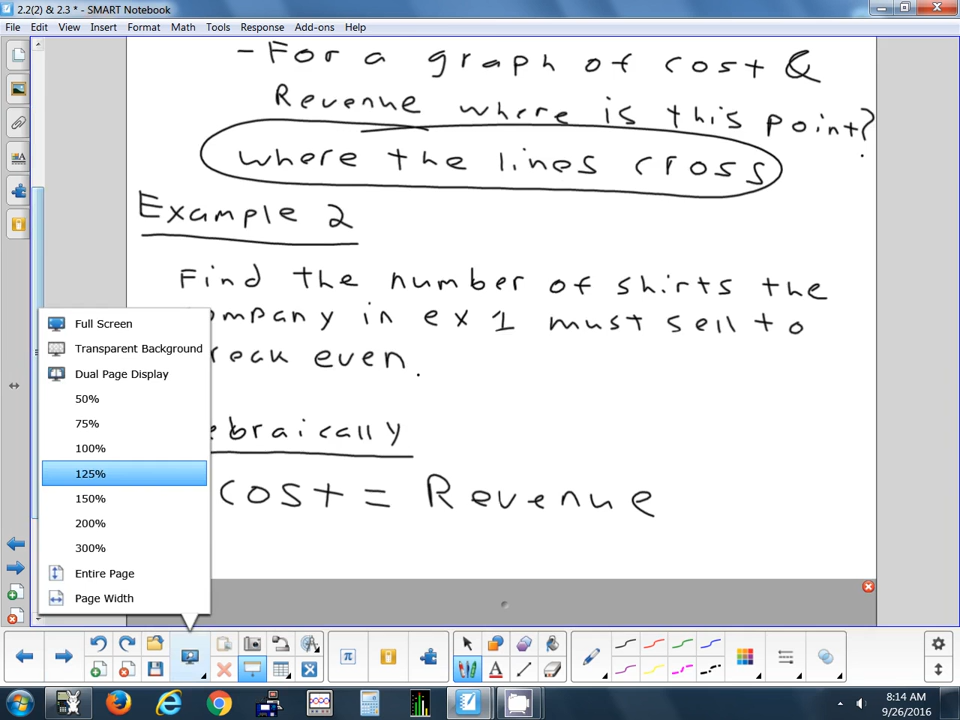 2.2(2) & 2.3 * - SMART Notebook
File Edit View Insert Format Math Tools Response Add-ons Help
- For a graph of cost &
Revenue where is this point?
where the lines cross
Example 2
Find the number of shirts the
ompany in ex 1 must sell to
reak even.
ebraically
cost = Revenue
Full Screen
Transparent Background
Dual Page Display
50%
75%
100%
125%
150%
200%
300%
Entire Page
Page Width
8:14 AM
9/26/2016